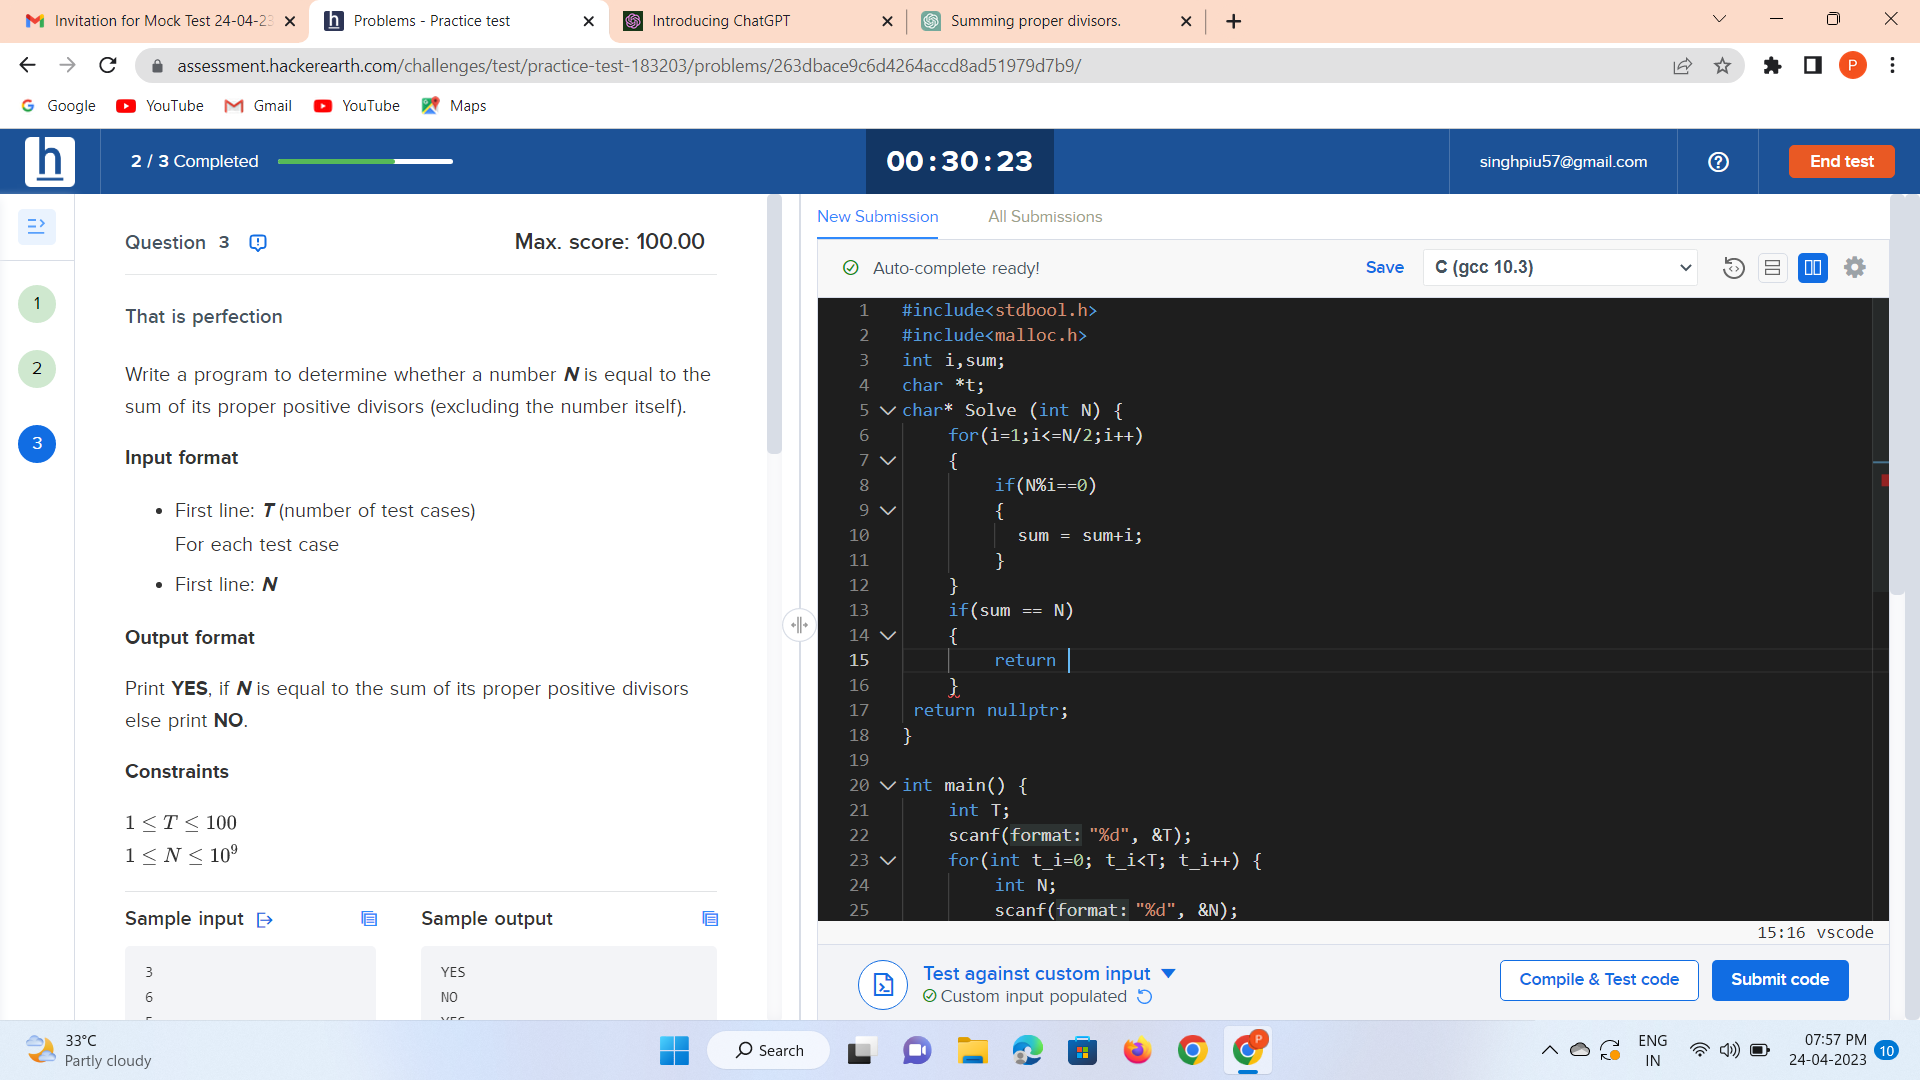 Invitation for Mock Test 24-04-23
Problems - Practice test
Introducing ChatGPT
Summing proper divisors.
assessment.hackerearth.com/challenges/test/practice-test-183203/problems/263dbace9c6d4264accd8ad51979d7b9/
P
Google
YouTube
Gmail
YouTube
Maps
h
2 / 3 Completed
00:30:23
singhpiu57@gmail.com
End test
1
2
3
Question 3
Max. score: 100.00
That is perfection
Write a program to determine whether a number N is equal to the
sum of its proper positive divisors (excluding the number itself).
Input format
• First line: T (number of test cases)
For each test case
• First line: N
Output format
Print YES, if N is equal to the sum of its proper positive divisors
else print NO.
Constraints
1 ≤ T ≤ 100
1 ≤ N ≤ 10⁹
Sample input
Sample output
3
6
YES
NO
New Submission
All Submissions
Auto-complete ready!
Save
C (gcc 10.3)
1 #include<stdbool.h>
2 #include<malloc.h>
3 int i,sum;
4 char *t;
5 char* Solve (int N) {
6 for(i=1;i<=N/2;i++)
7 {
8 if(N%i==0)
9 {
10 sum = sum+i;
11 }
12 }
13 if(sum == N)
14 {
15 return
16 }
17 return nullptr;
18 }
19
20 int main() {
21 int T;
22 scanf(format: "%d", &T);
23 for(int t_i=0; t_i<T; t_i++) {
24 int N;
25 scanf(format: "%d", &N);
15:16 vscode
Test against custom input
Custom input populated
Compile & Test code
Submit code
33°C
Partly cloudy
Search
P
ENG
IN
07:57 PM
24-04-2023
10